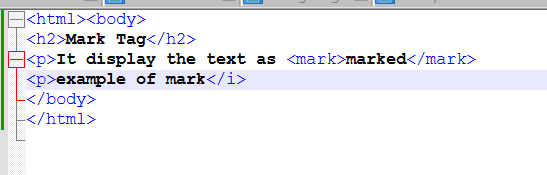 <html><body>
<h2>Mark Tag</h2>
<p>It display the text as <mark>marked</mark>
<p>example of mark</i>
</body>
</html>